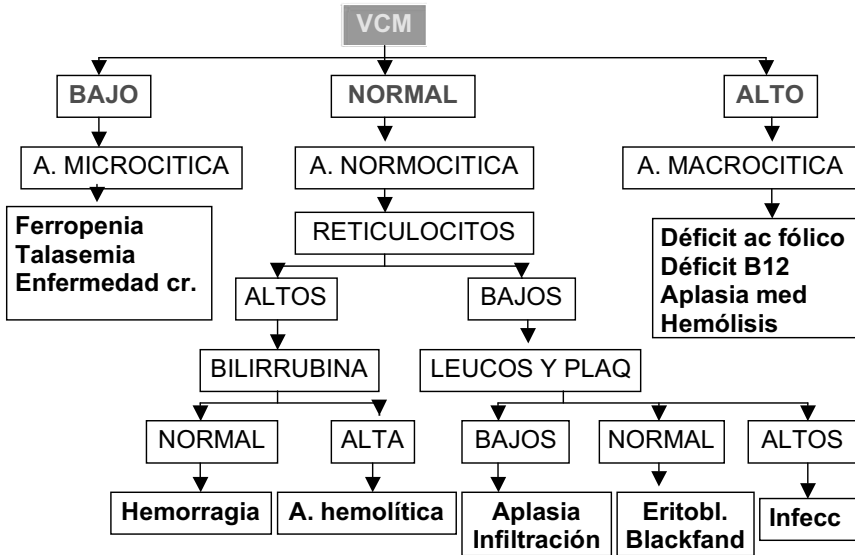 VCM
BAJO
NORMAL
ALTO
A. MICROCITICA
A. NORMOCITICA
A. MACROCITICA
Ferropenia
Talasemia
Enfermedad cr.
RETICULOCITOS
Déficit ac fólico
Déficit B12
Aplasia med
Hemólisis
ALTOS
BAJOS
BILIRRUBINA
LEUCOS Y PLAQ
NORMAL
ALTA
BAJOS
NORMAL
ALTOS
Hemorragia
A. hemolítica
Aplasia
Infiltración
Eritobl.
Blackfand
Infecc